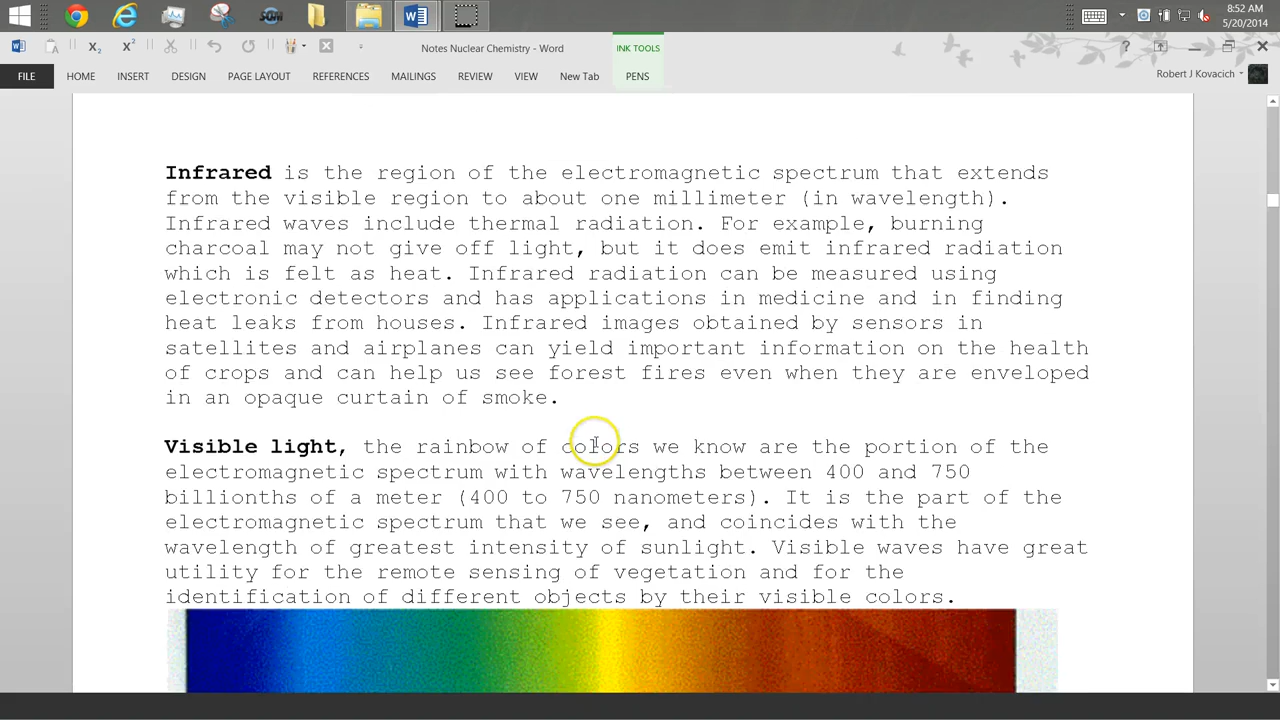 8:52 AM
5/20/2014
Notes Nuclear Chemistry - Word
INK TOOLS
FILE HOME INSERT DESIGN PAGE LAYOUT REFERENCES MAILINGS REVIEW VIEW New Tab PENS Robert J Kovacich
Infrared is the region of the electromagnetic spectrum that extends
from the visible region to about one millimeter (in wavelength).
Infrared waves include thermal radiation. For example, burning
charcoal may not give off light, but it does emit infrared radiation
which is felt as heat. Infrared radiation can be measured using
electronic detectors and has applications in medicine and in finding
heat leaks from houses. Infrared images obtained by sensors in
satellites and airplanes can yield important information on the health
of crops and can help us see forest fires even when they are enveloped
in an opaque curtain of smoke.
Visible light, the rainbow of colors we know are the portion of the
electromagnetic spectrum with wavelengths between 400 and 750
billionths of a meter (400 to 750 nanometers). It is the part of the
electromagnetic spectrum that we see, and coincides with the
wavelength of greatest intensity of sunlight. Visible waves have great
utility for the remote sensing of vegetation and for the
identification of different objects by their visible colors.